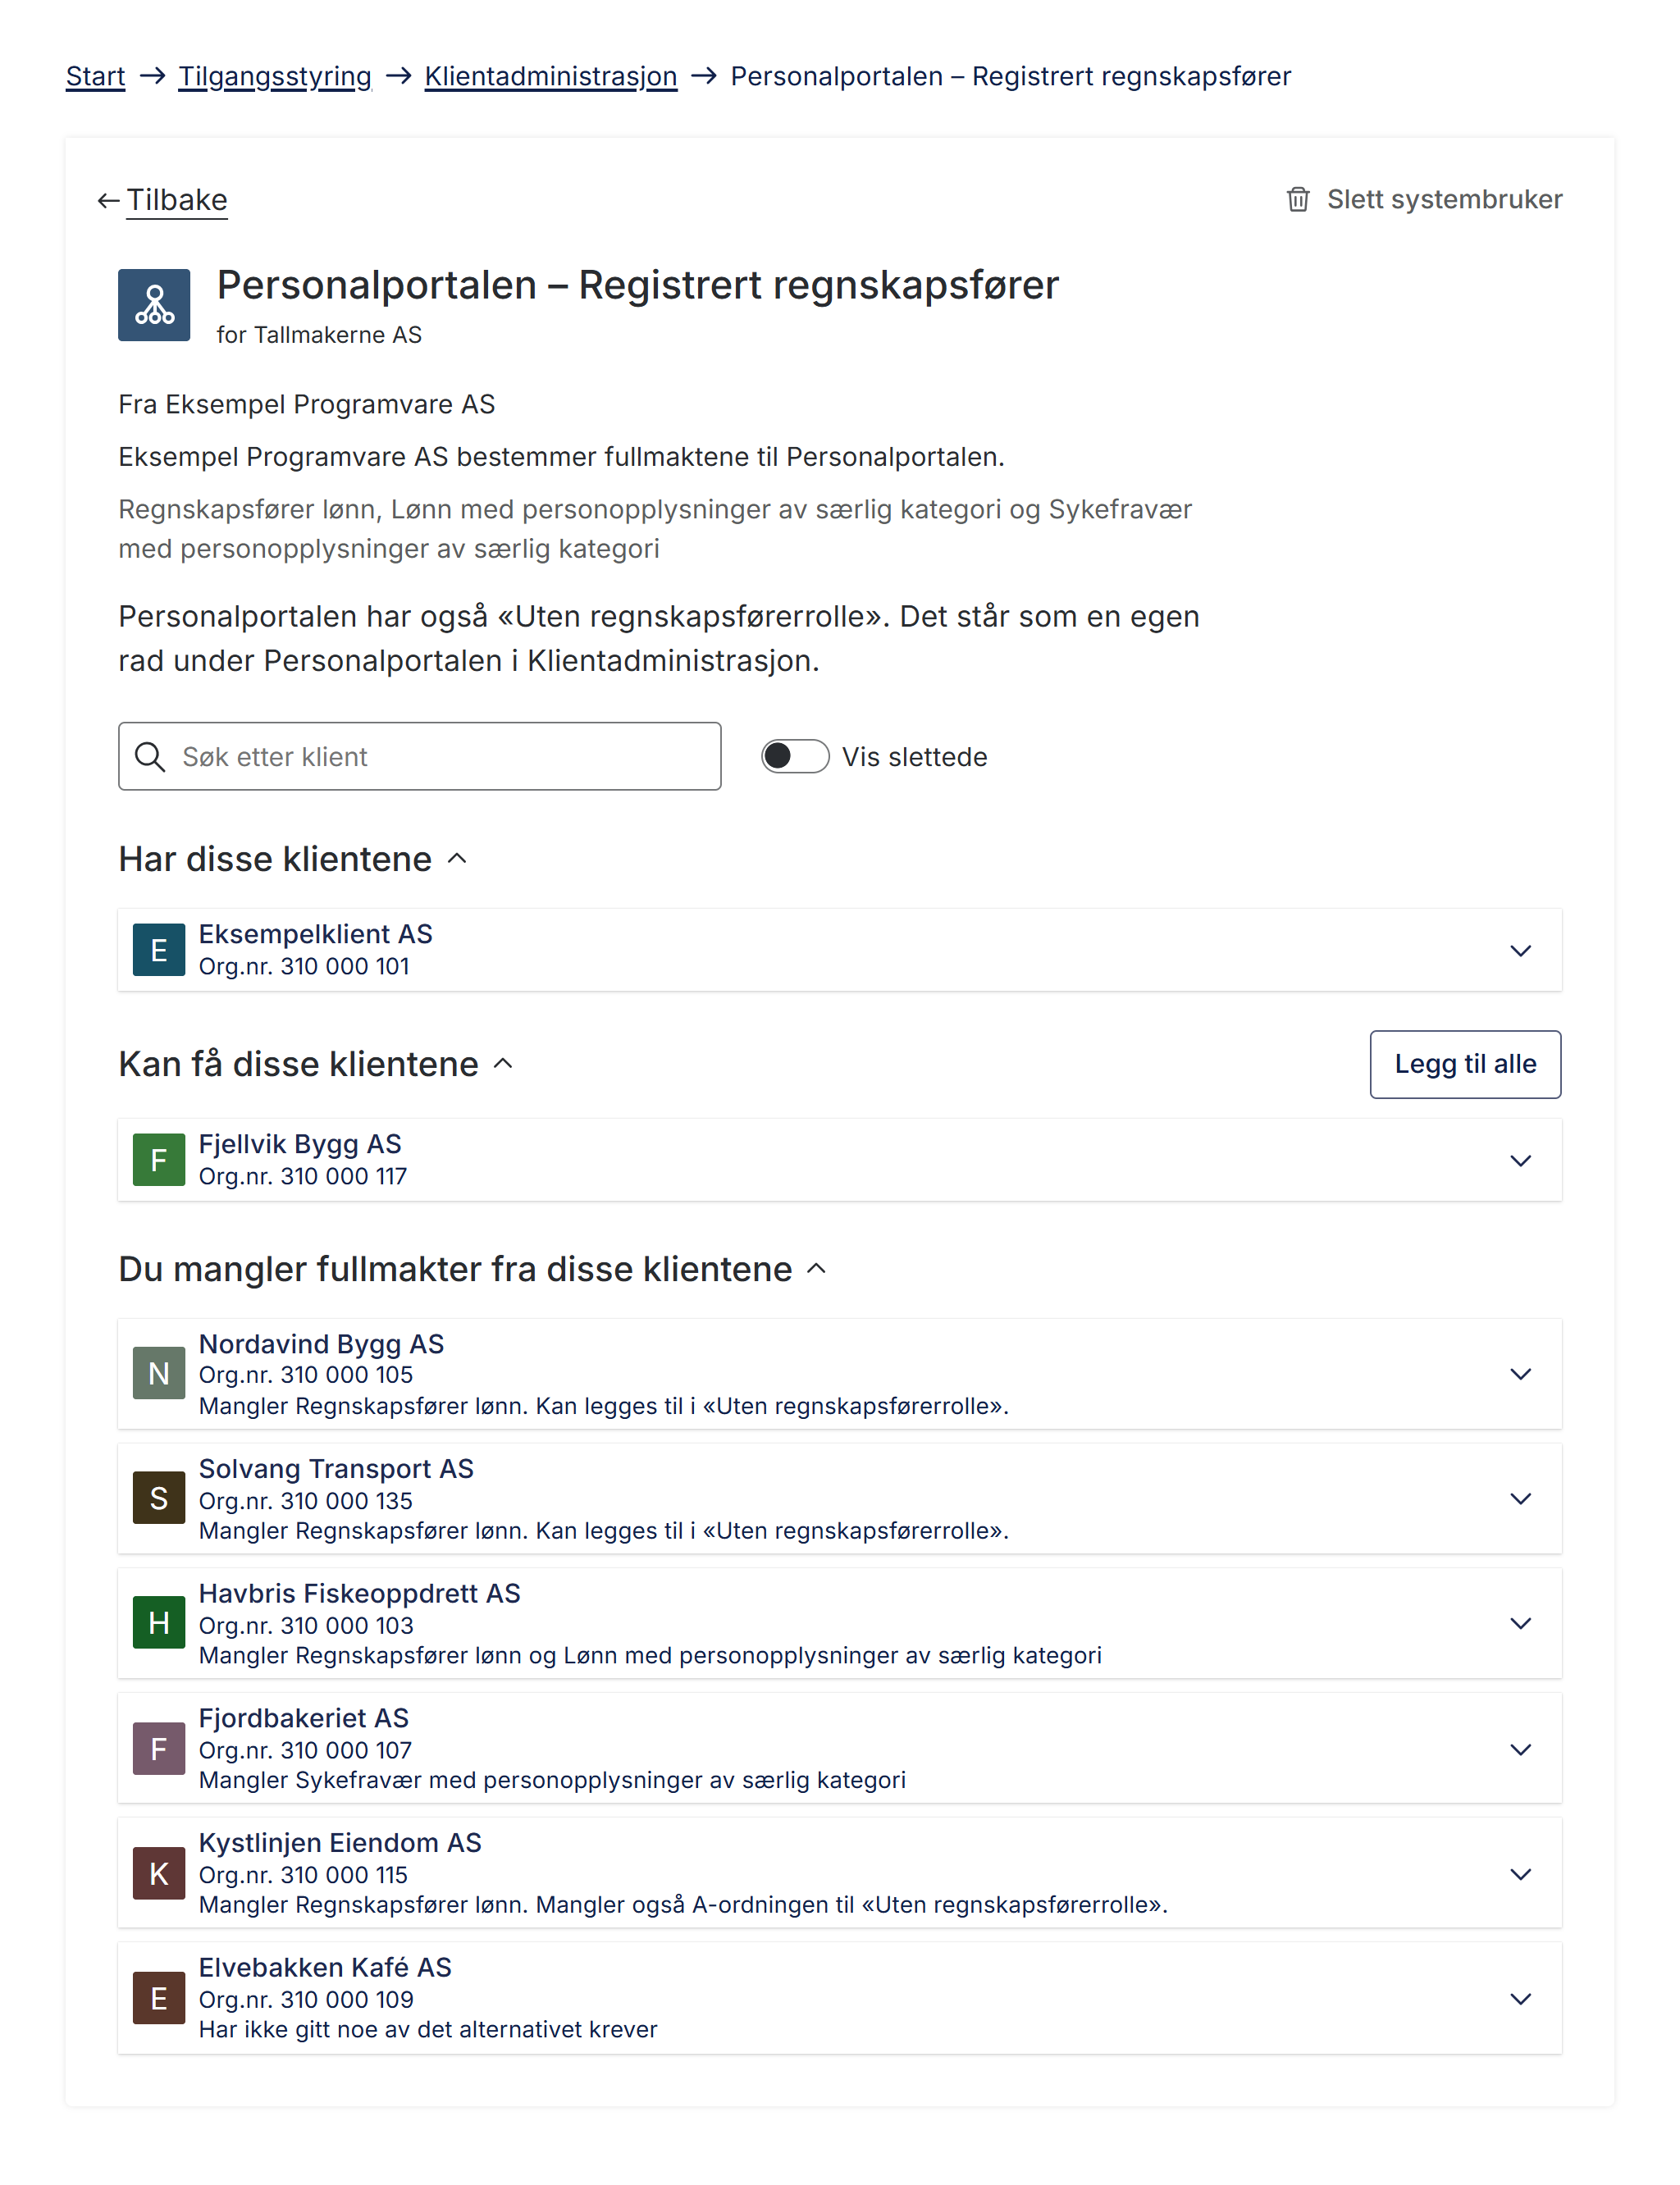 Start → Tilgangsstyring → Klientadministrasjon → Personalportalen – Registrert regnskapsfører
← Tilbake
Slett systembruker
Personalportalen – Registrert regnskapsfører
for Tallmakerne AS
Fra Eksempel Programvare AS
Eksempel Programvare AS bestemmer fullmaktene til Personalportalen.
Regnskapsfører lønn, Lønn med personopplysninger av særlig kategori og Sykefravær
med personopplysninger av særlig kategori
Personalportalen har også «Uten regnskapsførerrolle». Det står som en egen
rad under Personalportalen i Klientadministrasjon.
Søk etter klient
Vis slettede
Har disse klientene
E
Eksempelklient AS
Org.nr. 310 000 101
Kan få disse klientene
Legg til alle
F
Fjellvik Bygg AS
Org.nr. 310 000 117
Du mangler fullmakter fra disse klientene
N
Nordavind Bygg AS
Org.nr. 310 000 105
Mangler Regnskapsfører lønn. Kan legges til i «Uten regnskapsførerrolle».
S
Solvang Transport AS
Org.nr. 310 000 135
Mangler Regnskapsfører lønn. Kan legges til i «Uten regnskapsførerrolle».
H
Havbris Fiskeoppdrett AS
Org.nr. 310 000 103
Mangler Regnskapsfører lønn og Lønn med personopplysninger av særlig kategori
F
Fjordbakeriet AS
Org.nr. 310 000 107
Mangler Sykefravær med personopplysninger av særlig kategori
K
Kystlinjen Eiendom AS
Org.nr. 310 000 115
Mangler Regnskapsfører lønn. Mangler også A-ordningen til «Uten regnskapsførerrolle».
E
Elvebakken Kafé AS
Org.nr. 310 000 109
Har ikke gitt noe av det alternativet krever